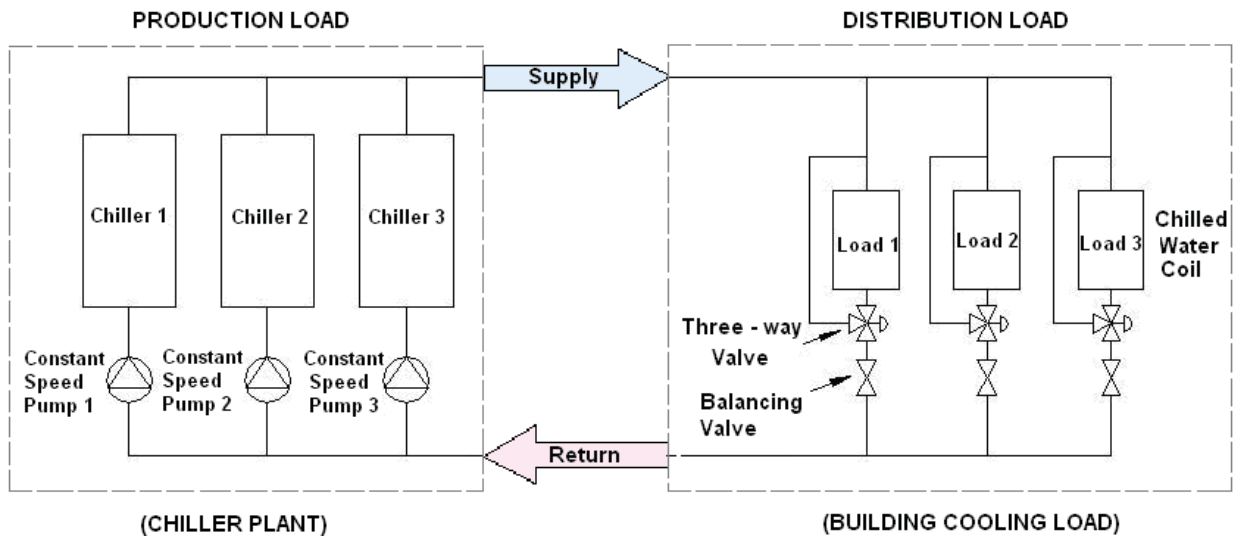 PRODUCTION LOAD
DISTRIBUTION LOAD
Supply
Chiller 1
Chiller 2
Chiller 3
Load 1
Load 2
Load 3
Chilled
Water
Coil
Three - way
Valve
Constant
Speed
Pump 1
Constant
Speed
Pump 2
Constant
Speed
Pump 3
Balancing
Valve
Return
(CHILLER PLANT)
(BUILDING COOLING LOAD)